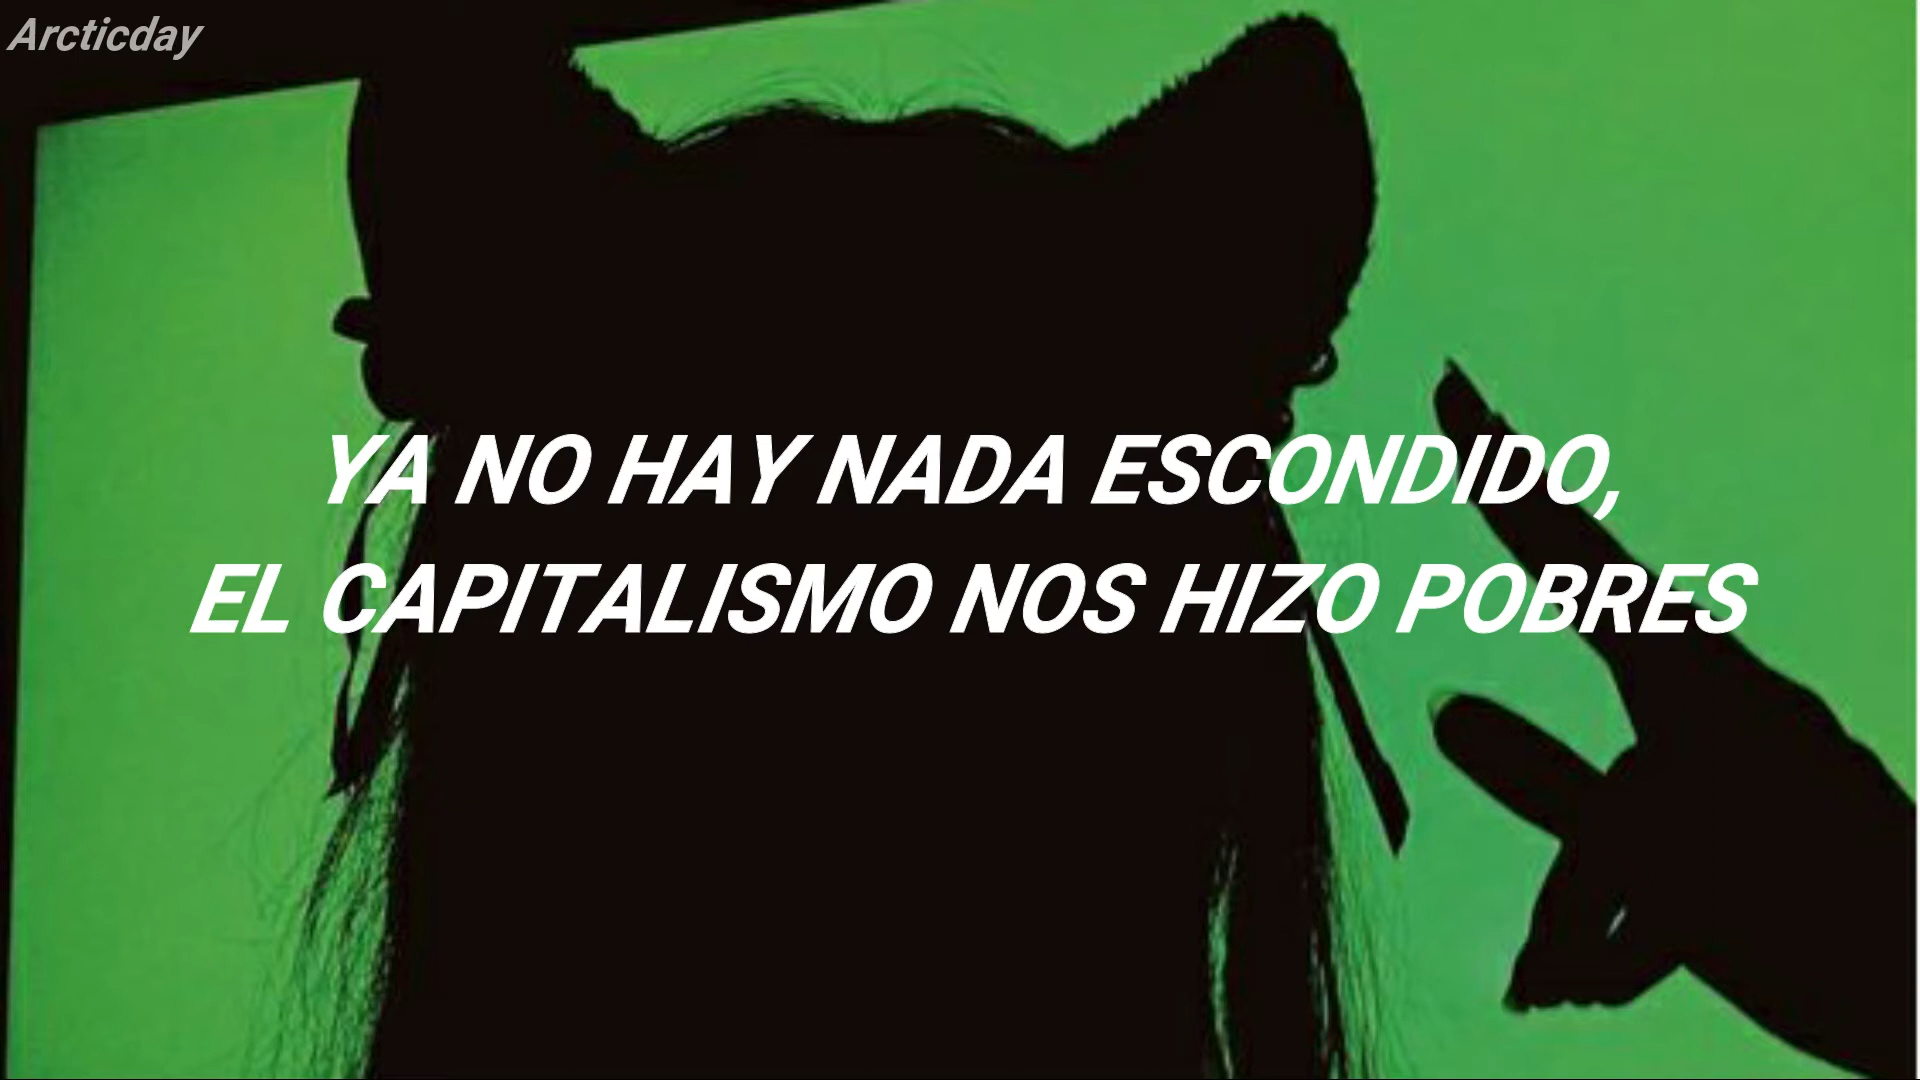 Arcticday
YA NO HAY NADA ESCONDIDO,
EL CAPITALISMO NOS HIZO POBRES